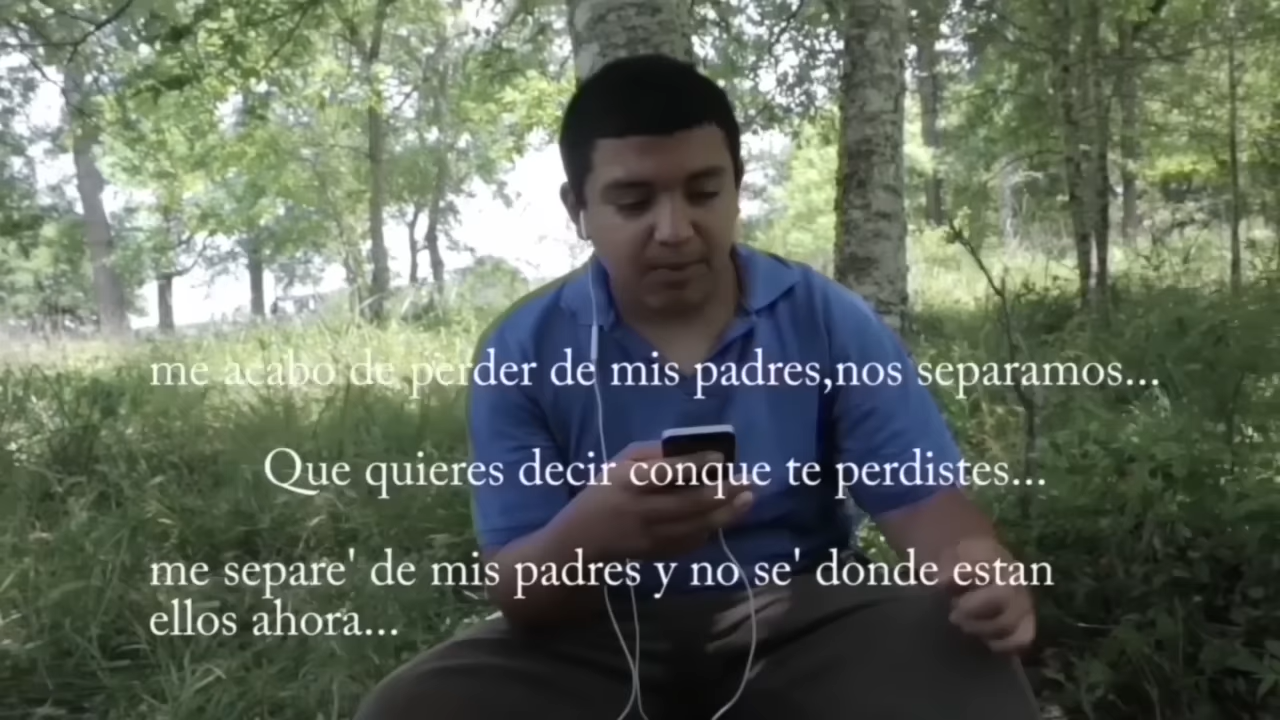 me acabo de perder de mis padres,nos separamos...
Que quieres decir conque te perdistes...
me separe' de mis padres y no se' donde estan
ellos ahora...